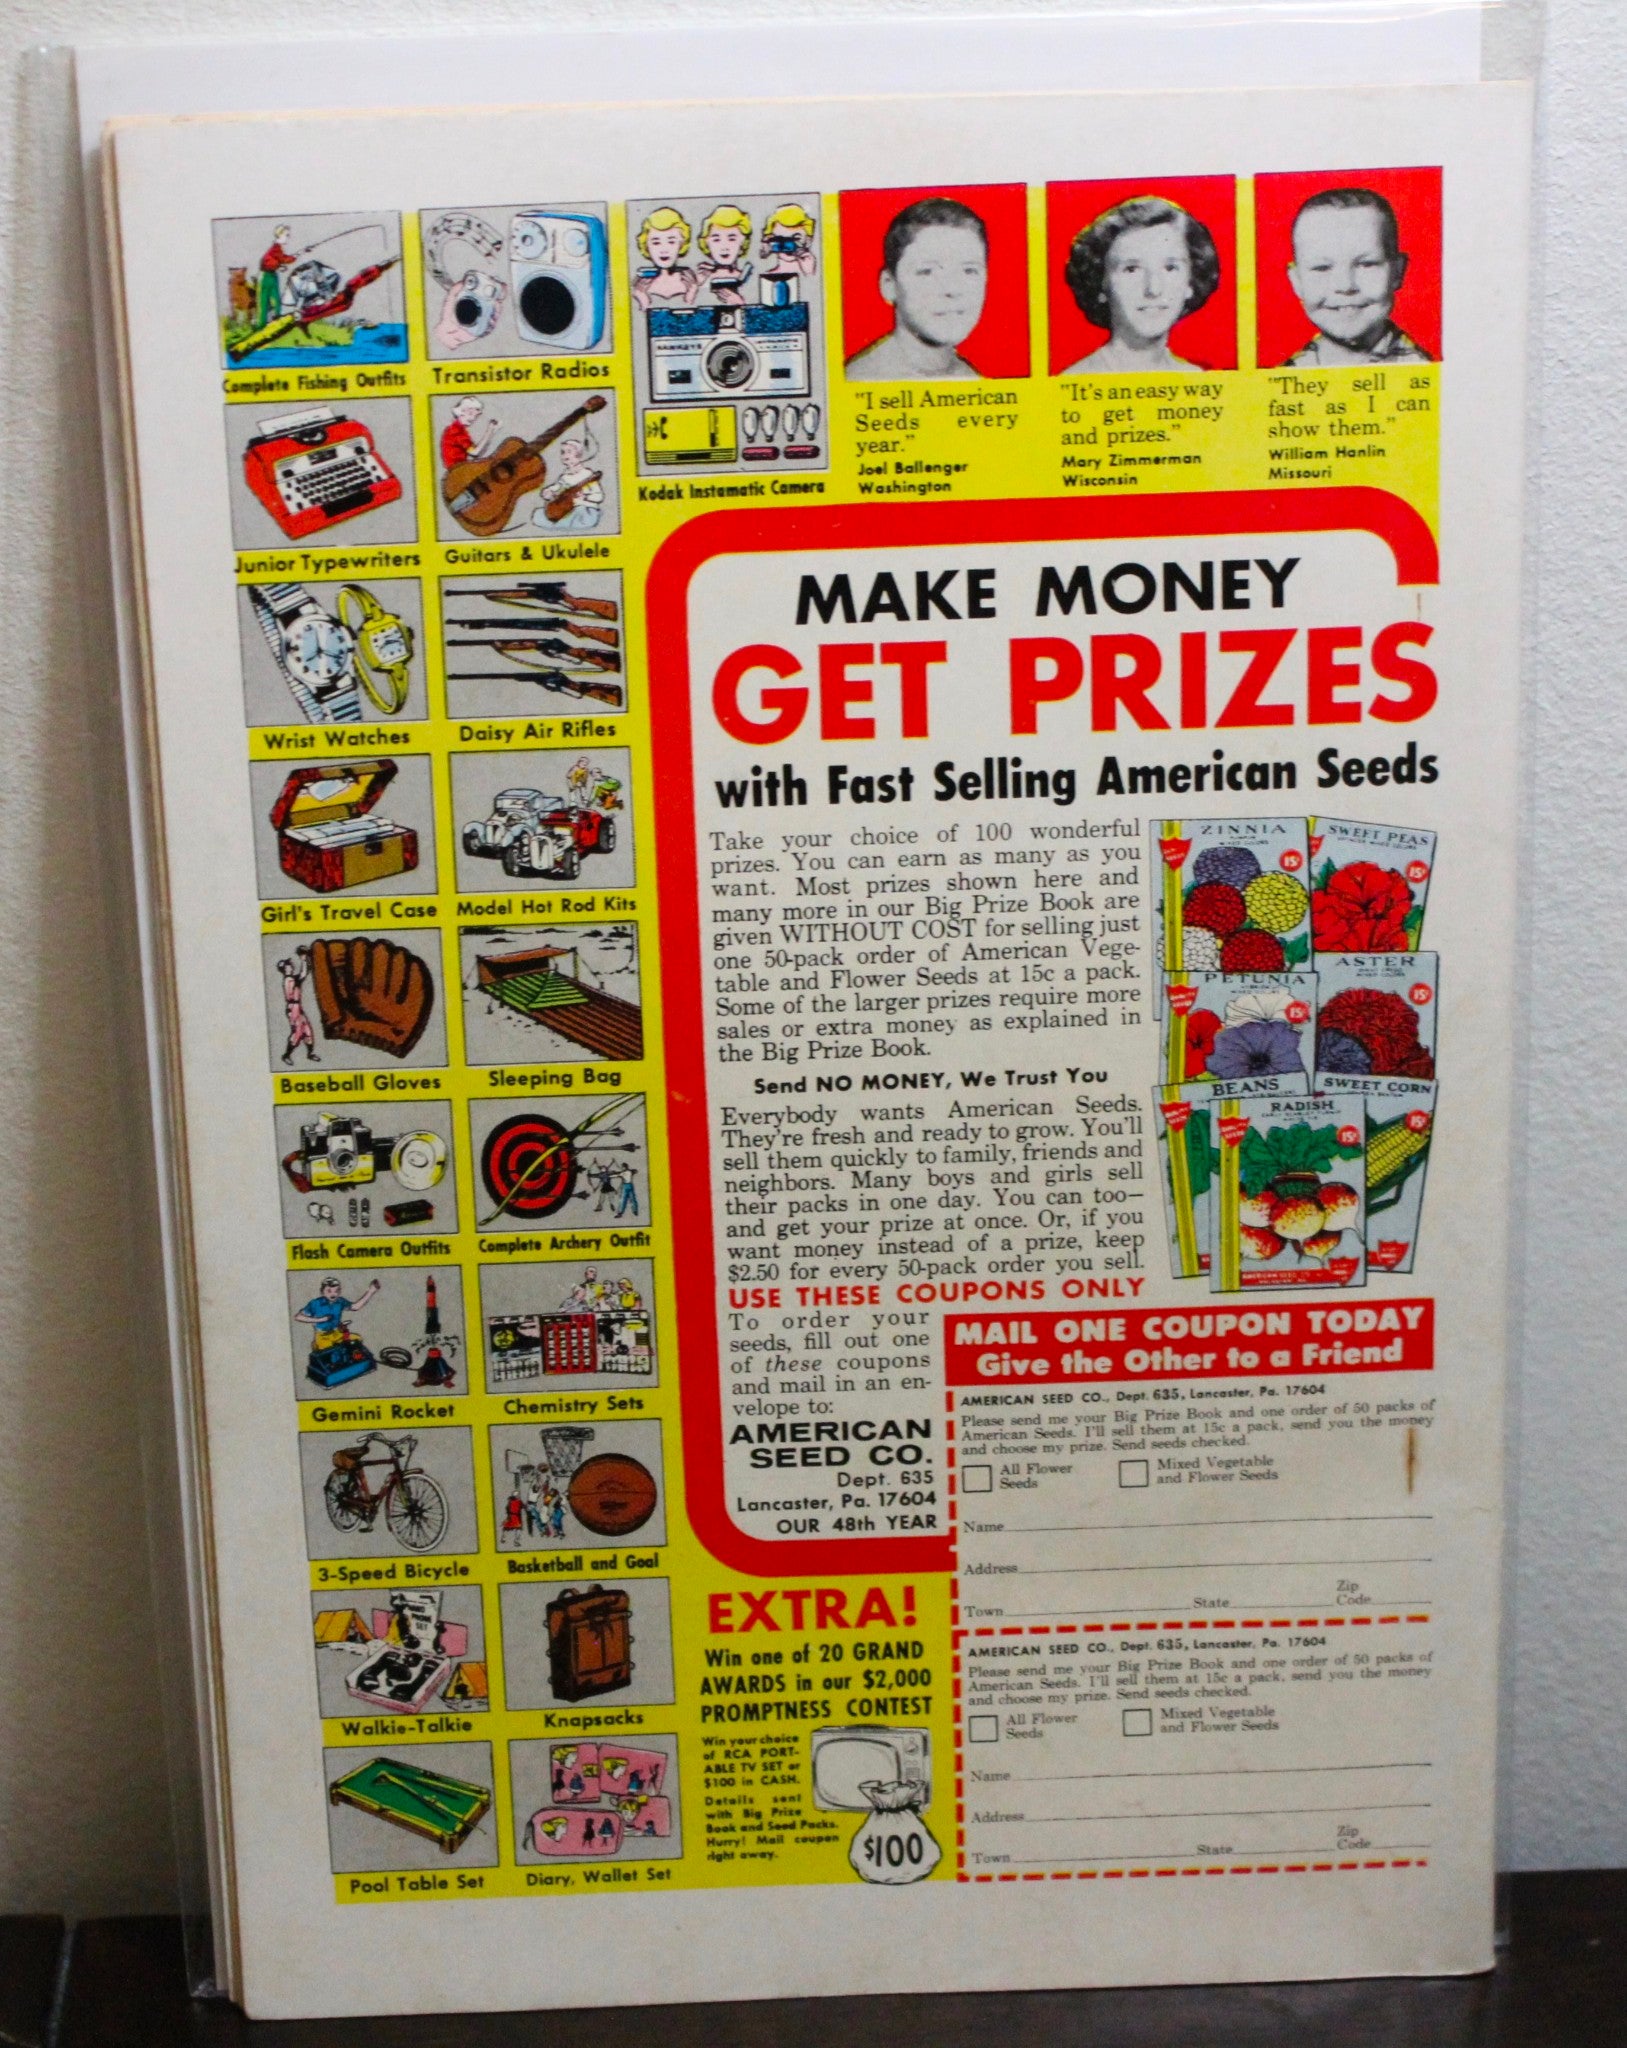 Complete Fishing Outfits
Transistor Radios
HAWKEYE
Kodak Instamatic Camera
Junior Typewriters
Guitars & Ukulele
Wrist Watches
Daisy Air Rifles
Girl's Travel Case
Model Hot Rod Kits
Baseball Gloves
Sleeping Bag
Flash Camera Outfits
Complete Archery Outfit
Gemini Rocket
Chemistry Sets
3-Speed Bicycle
Basketball and Goal
Walkie-Talkie
Knapsacks
Pool Table Set
Diary, Wallet Set
"I sell American
Seeds every
year."
Joel Ballenger
Washington
"It's an easy way
to get money
and prizes."
Mary Zimmerman
Wisconsin
"They sell as
fast as I can
show them."
William Hanlin
Missouri
MAKE MONEY
GET PRIZES
with Fast Selling American Seeds
Take your choice of 100 wonderful
prizes. You can earn as many as you
want. Most prizes shown here and
many more in our Big Prize Book are
given WITHOUT COST for selling just
one 50-pack order of American Vege-
table and Flower Seeds at 15c a pack.
Some of the larger prizes require more
sales or extra money as explained in
the Big Prize Book.
Send NO MONEY, We Trust You
Everybody wants American Seeds.
They're fresh and ready to grow. You'll
sell them quickly to family, friends and
neighbors. Many boys and girls sell
their packs in one day. You can too—
and get your prize at once. Or, if you
want money instead of a prize, keep
$2.50 for every 50-pack order you sell.
ZINNIA
15¢
SWEET PEAS
15¢
PETUNIA
15¢
ASTER
15¢
BEANS
SWEET CORN
15¢
RADISH
15¢
USE THESE COUPONS ONLY
To order your
seeds, fill out one
of these coupons
and mail in an en-
velope to:
AMERICAN
SEED CO.
Dept. 635
Lancaster, Pa. 17604
OUR 48th YEAR
MAIL ONE COUPON TODAY
Give the Other to a Friend
AMERICAN SEED CO., Dept. 635, Lancaster, Pa. 17604
Please send me your Big Prize Book and one order of 50 packs of
American Seeds. I'll sell them at 15c a pack, send you the money
and choose my prize. Send seeds checked.
All Flower
Seeds
Mixed Vegetable
and Flower Seeds
Name
Address
Town State Zip
Code
AMERICAN SEED CO., Dept. 635, Lancaster, Pa. 17604
Please send me your Big Prize Book and one order of 50 packs of
American Seeds. I'll sell them at 15c a pack, send you the money
and choose my prize. Send seeds checked.
All Flower
Seeds
Mixed Vegetable
and Flower Seeds
Name
Address
Town State Zip
Code
EXTRA!
Win one of 20 GRAND
AWARDS in our $2,000
PROMPTNESS CONTEST
Win your choice
of RCA PORT-
ABLE TV SET or
$100 in CASH.
Details sent
with Big Prize
Book and Seed Packs.
Hurry! Mail coupon
right away.
$100